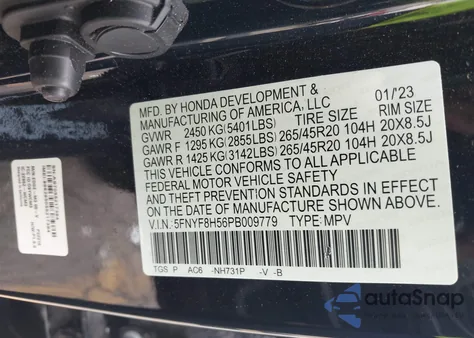 MFD. BY HONDA DEVELOPMENT &
MANUFACTURING OF AMERICA, LLC 01/23
GVWR 2450 KG(5401LBS) TIRE SIZE RIM SIZE
GAWR F 1295 KG(2855LBS) 265/45R20 104H 20X8.5J
GAWR R 1425 KG(3142LBS) 265/45R20 104H 20X8.5J
THIS VEHICLE CONFORMS TO ALL APPLICABLE
FEDERAL MOTOR VEHICLE SAFETY AND THEFT
PREVENTION STANDARDS IN EFFECT ON THE DATE
OF MANUFACTURE SHOWN ABOVE.
V.I.N.: 5FNYF8H56PB009779 TYPE: MPV
TGS P AC6 -NH731P -V -B
autoSnap